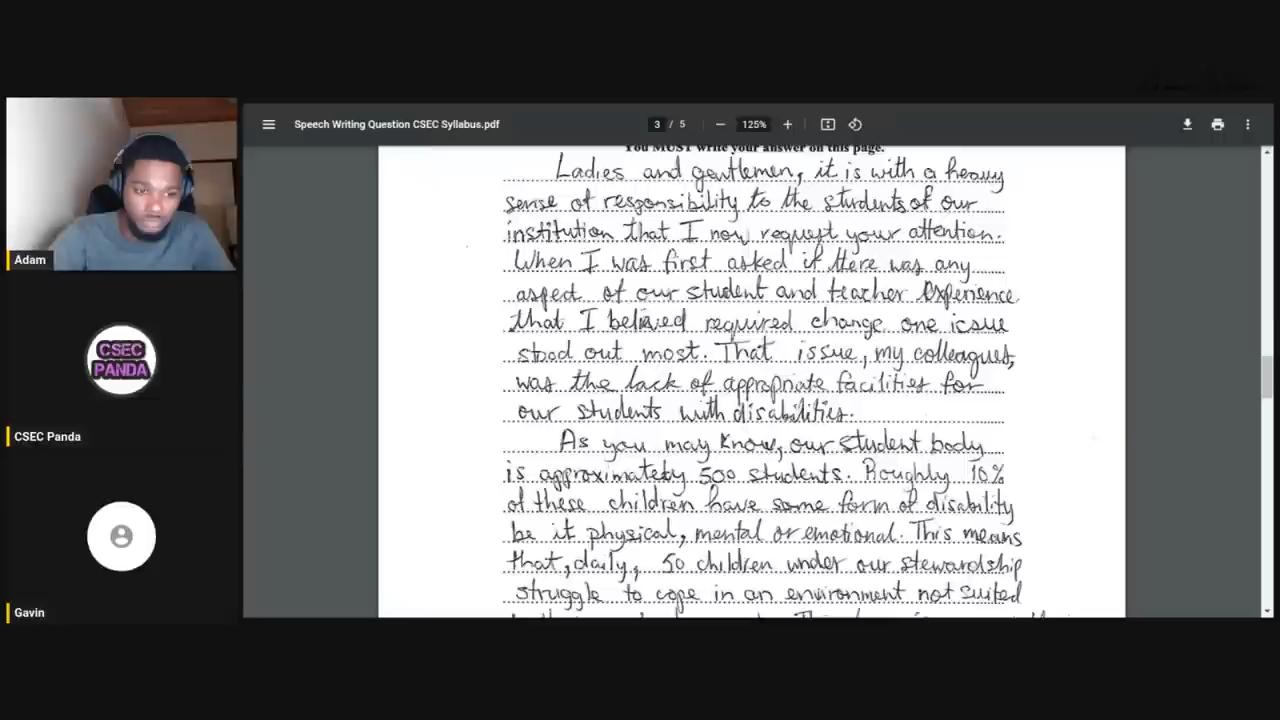 Speech Writing Question CSEC Syllabus.pdf
3 / 5
125%
You MUST write your answer on this page.
Ladies and gentlemen, it is with a heavy
sense of responsibility to the students of our
institution that I now request your attention.
When I was first asked if there was any
aspect of our student and teacher experience
that I believed required change one issue
stood out most. That issue, my colleagues,
was the lack of appropriate facilities for
our students with disabilities.
As you may know, our student body
is approximately 500 students. Roughly 10%
of these children have some form of disability
be it physical, mental or emotional. This means
that, daily, 50 children under our stewardship
struggle to cope in an environment not suited
Adam
CSEC
PANDA
CSEC Panda
Gavin